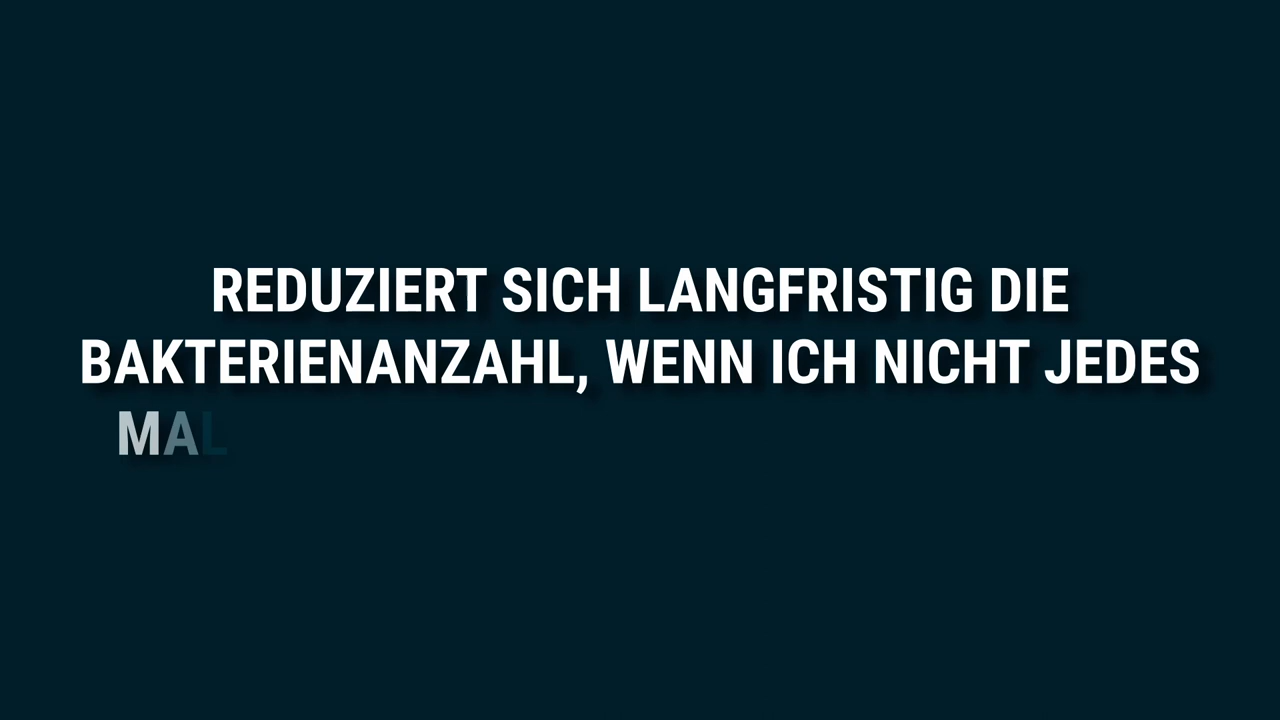 REDUZIERT SICH LANGFRISTIG DIE
BAKTERIENANZAHL, WENN ICH NICHT JEDES
MAL